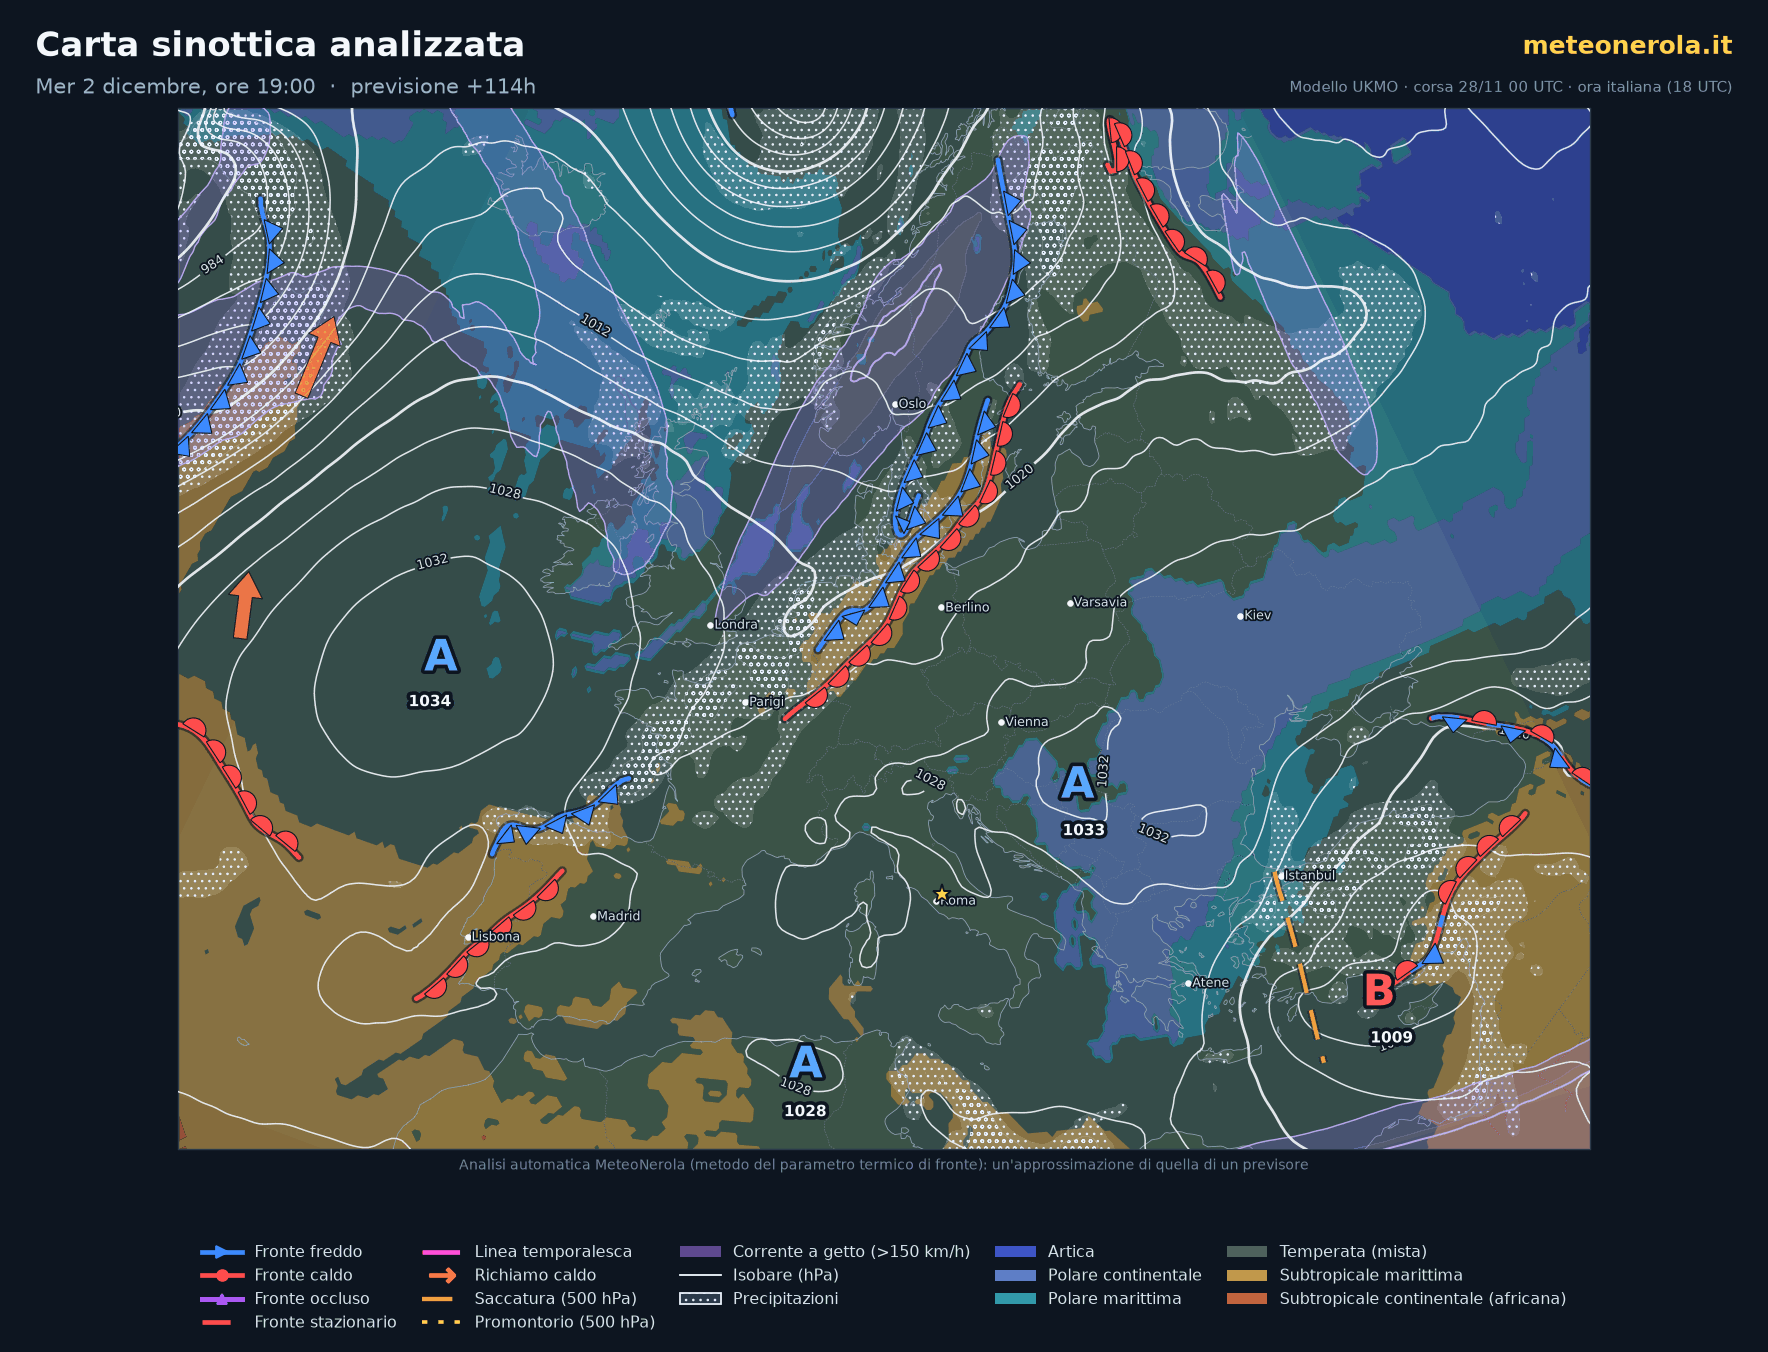 Carta sinottica analizzata
meteonerola.it
Mer 2 dicembre, ore 19:00 · previsione +114h
Modello UKMO · corsa 28/11 00 UTC · ora italiana (18 UTC)
984
1012
Oslo
1020
1028
1032
Berlino
Varsavia
Kiev
Londra
A
1034
Parigi
Vienna
1028
1032
A
1033
1032
Istanbul
Roma
Madrid
Lisbona
Atene
B
1009
A
1028
1028
Analisi automatica MeteoNerola (metodo del parametro termico di fronte): un'approssimazione di quella di un previsore
Fronte freddo
Linea temporalesca
Corrente a getto (>150 km/h)
Artica
Temperata (mista)
Fronte caldo
Richiamo caldo
Isobare (hPa)
Polare continentale
Subtropicale marittima
Fronte occluso
Saccatura (500 hPa)
Precipitazioni
Polare marittima
Subtropicale continentale (africana)
Fronte stazionario
Promontorio (500 hPa)